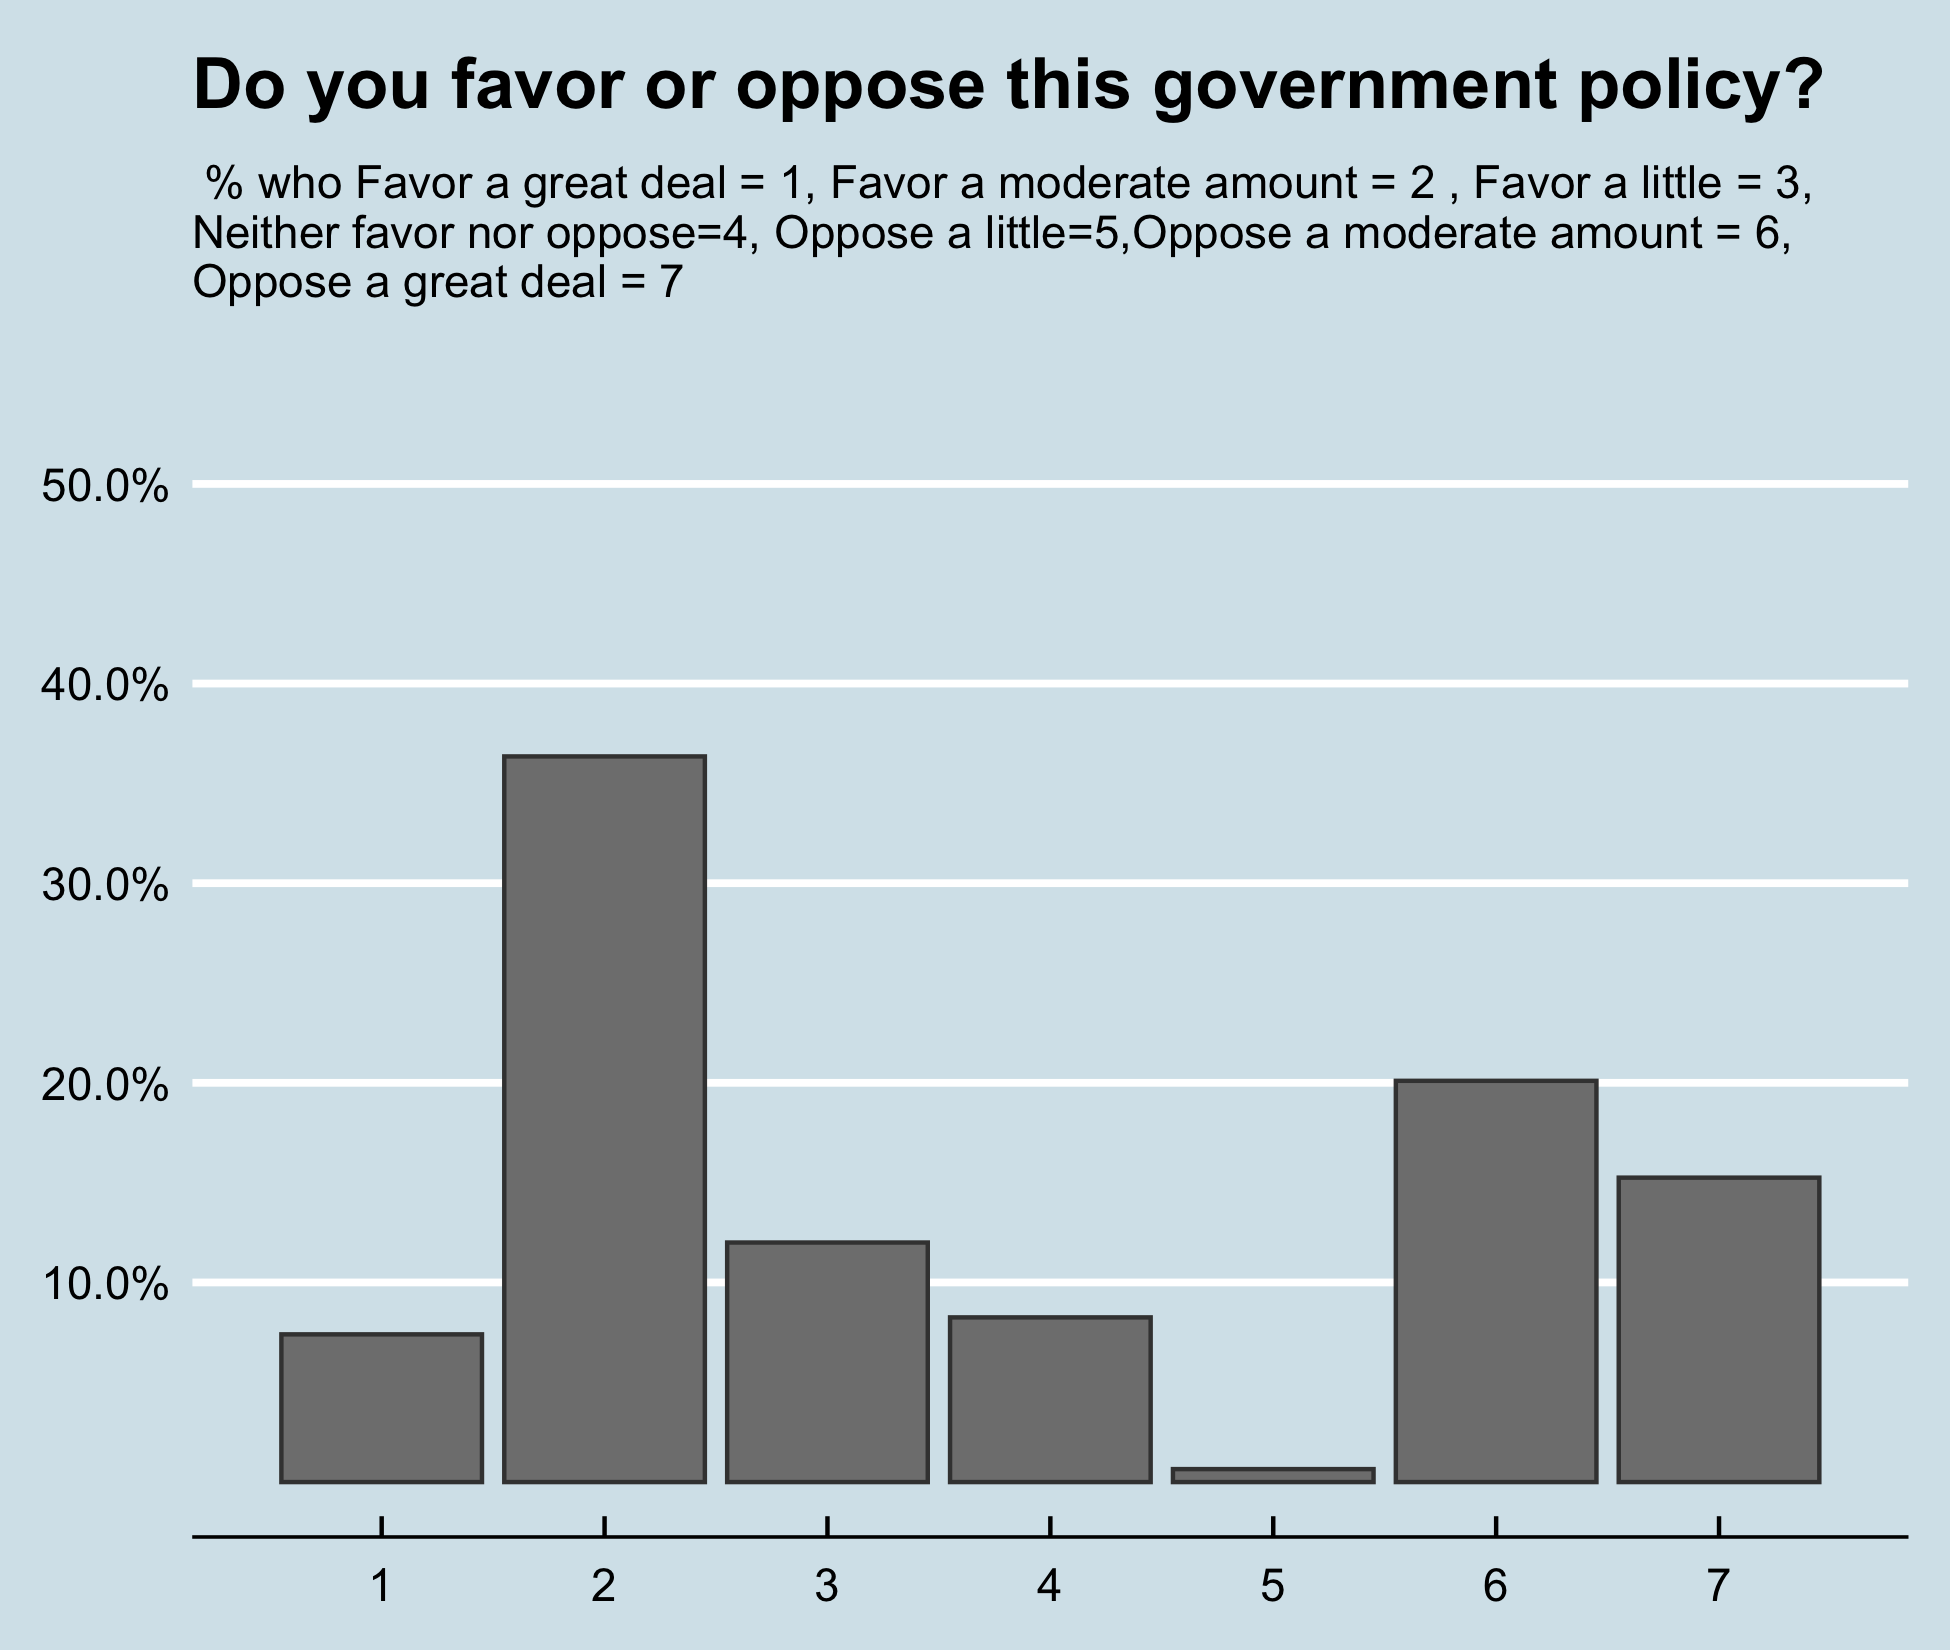 Do you favor or oppose this government policy?
% who Favor a great deal = 1, Favor a moderate amount = 2 , Favor a little = 3,
Neither favor nor oppose=4, Oppose a little=5,Oppose a moderate amount = 6,
Oppose a great deal = 7
50.0%
40.0%
30.0%
20.0%
10.0%
1 2 3 4 5 6 7